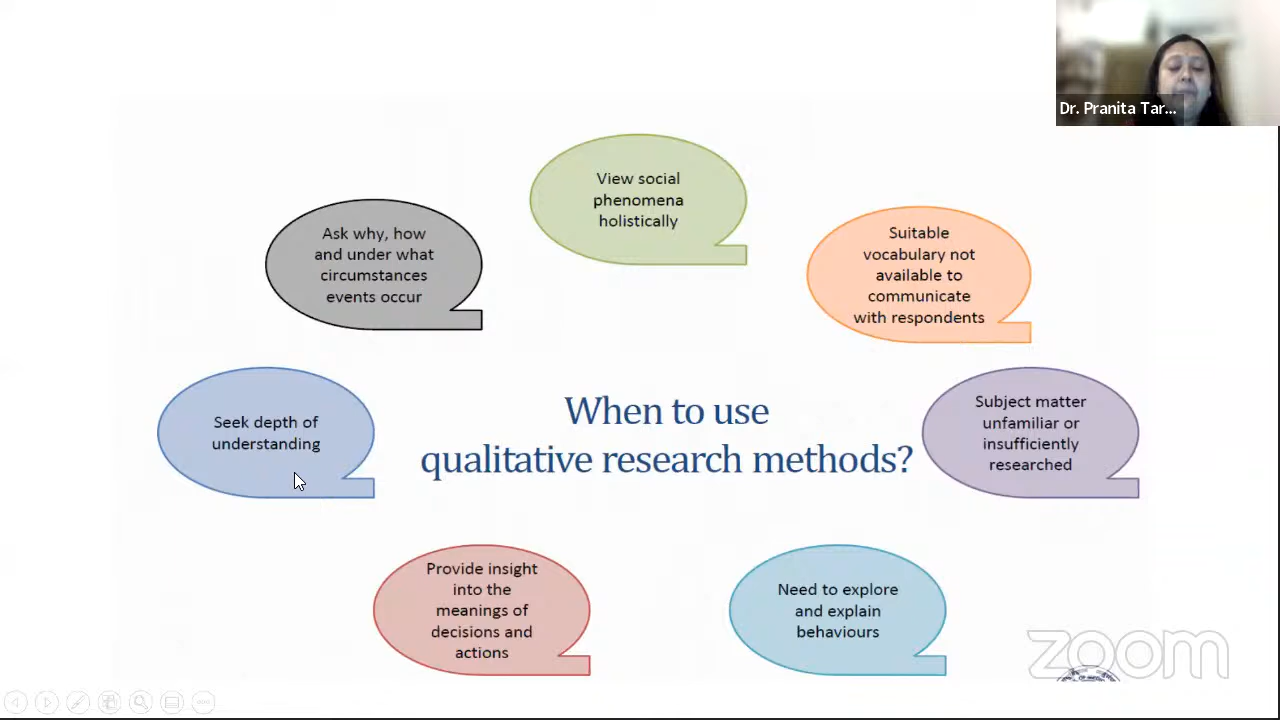 Dr. Pranita Tar...
View social
phenomena
holistically
Ask why, how
and under what
circumstances
events occur
Suitable
vocabulary not
available to
communicate
with respondents
Seek depth of
understanding
When to use
qualitative research methods?
Subject matter
unfamiliar or
insufficiently
researched
Provide insight
into the
meanings of
decisions and
actions
Need to explore
and explain
behaviours
zoom